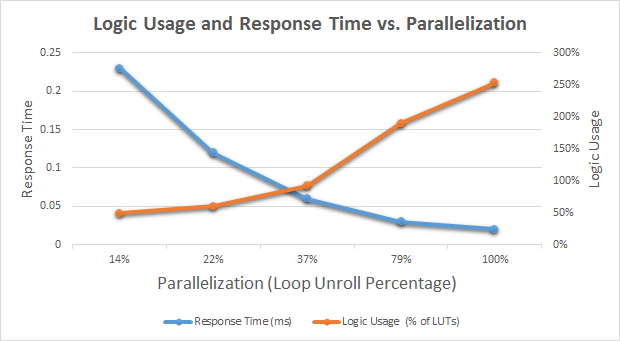 Logic Usage and Response Time vs. Parallelization
0.25
0.2
0.15
0.1
0.05
0
Response Time
300%
250%
200%
150%
100%
50%
0%
Logic Usage
14% 22% 37% 79% 100%
Parallelization (Loop Unroll Percentage)
Response Time (ms) Logic Usage (% of LUTs)